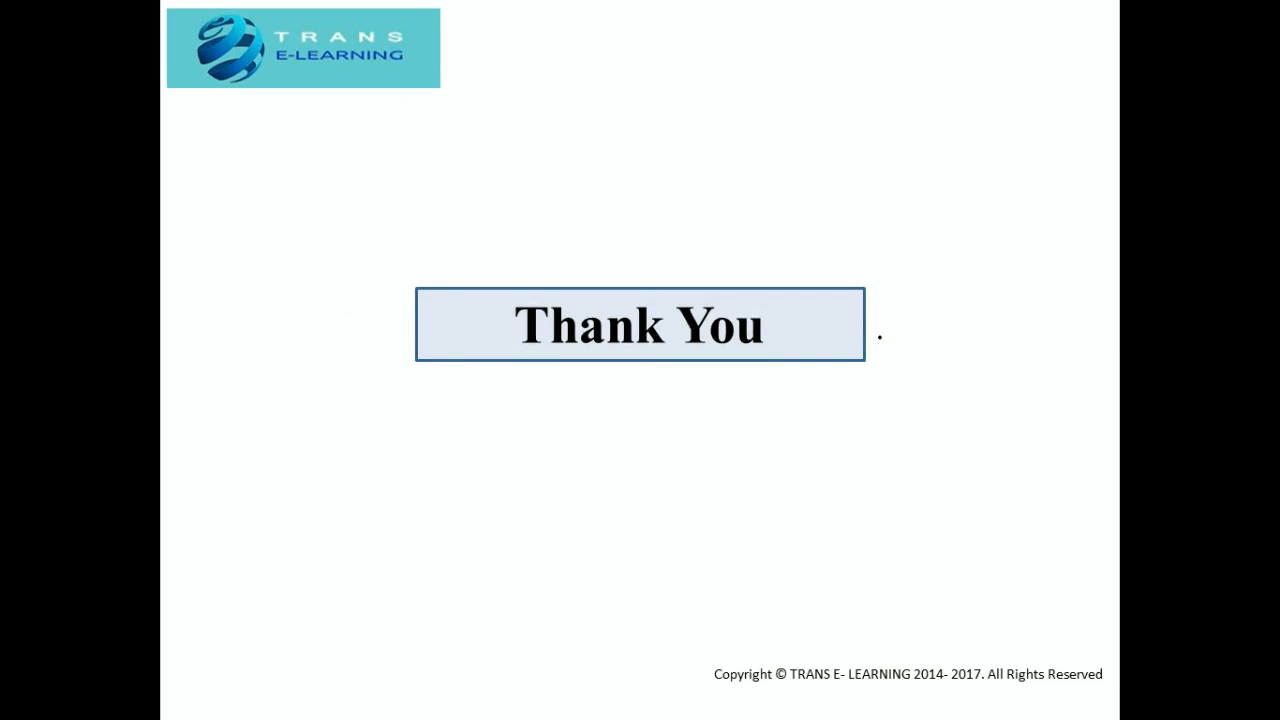 TRANS
E-LEARNING
Thank You
.
Copyright © TRANS E- LEARNING 2014- 2017. All Rights Reserved